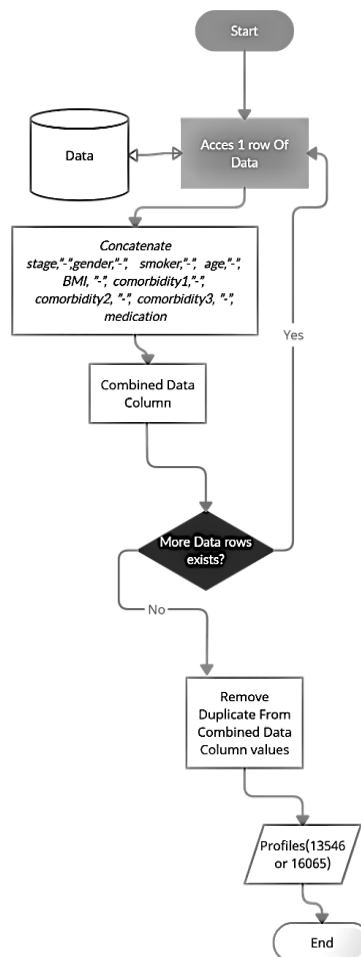 Start
Acces 1 row Of
Data
Data
Concatenate
stage,"-",gender,"-", smoker,"-", age,"-",
BMI, "-", comorbidity1,"-",
comorbidity2, "-", comorbidity3, "-",
medication
Combined Data
Column
Yes
More Data rows
exists?
No
Remove
Duplicate From
Combined Data
Column values
Profiles(13546
or 16065)
End